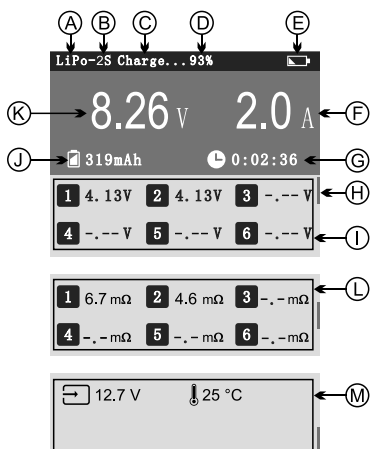 A B C D E
LiPo-2S Charge...93%
K 8.26 V 2.0 A F
J 319mAh 0:02:36 G
1 4.13V 2 4.13V 3 -.-- V H
4 -.-- V 5 -.-- V 6 -.-- V I
1 6.7 mΩ 2 4.6 mΩ 3 -.- mΩ L
4 -.- mΩ 5 -.- mΩ 6 -.- mΩ
12.7 V 25 °C M